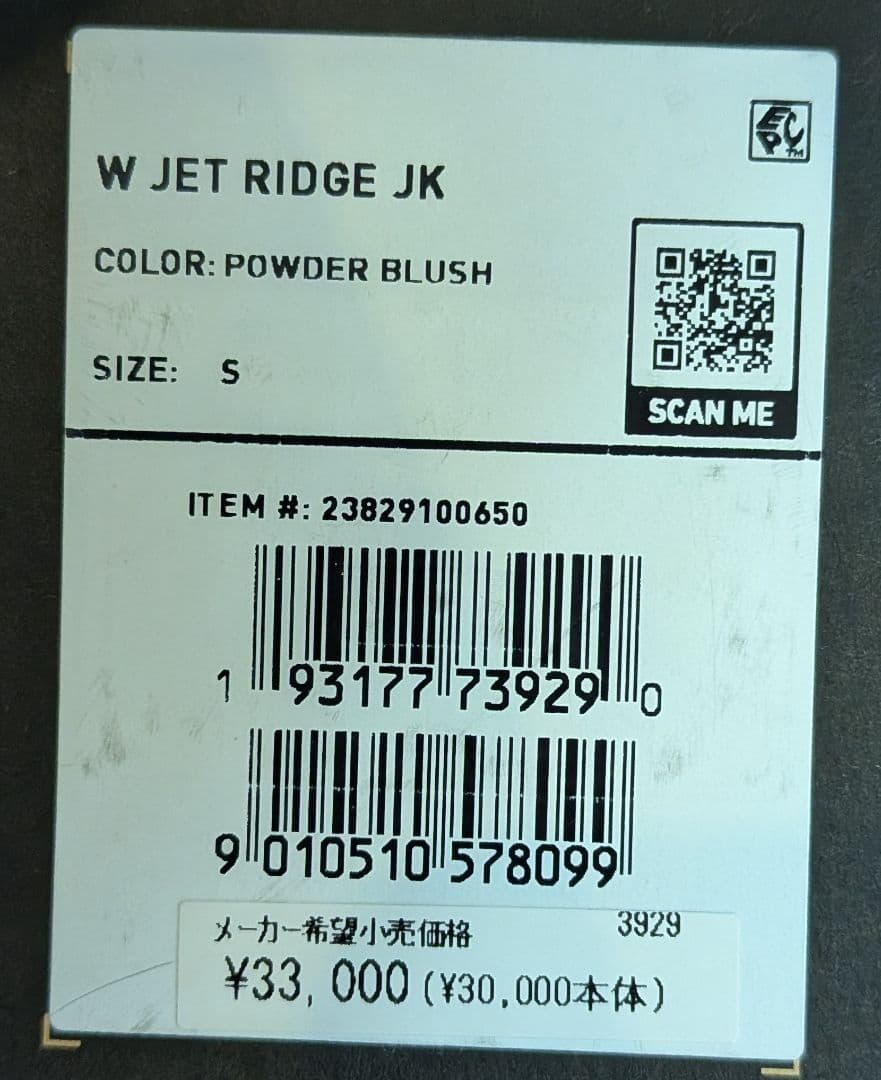 ECP™
W JET RIDGE JK
COLOR: POWDER BLUSH
SIZE: S
SCAN ME
ITEM #: 23829100650
1 93177 73929 0
9 010510 578099
メーカー希望小売価格 3929
¥33,000 (¥30,000本体)